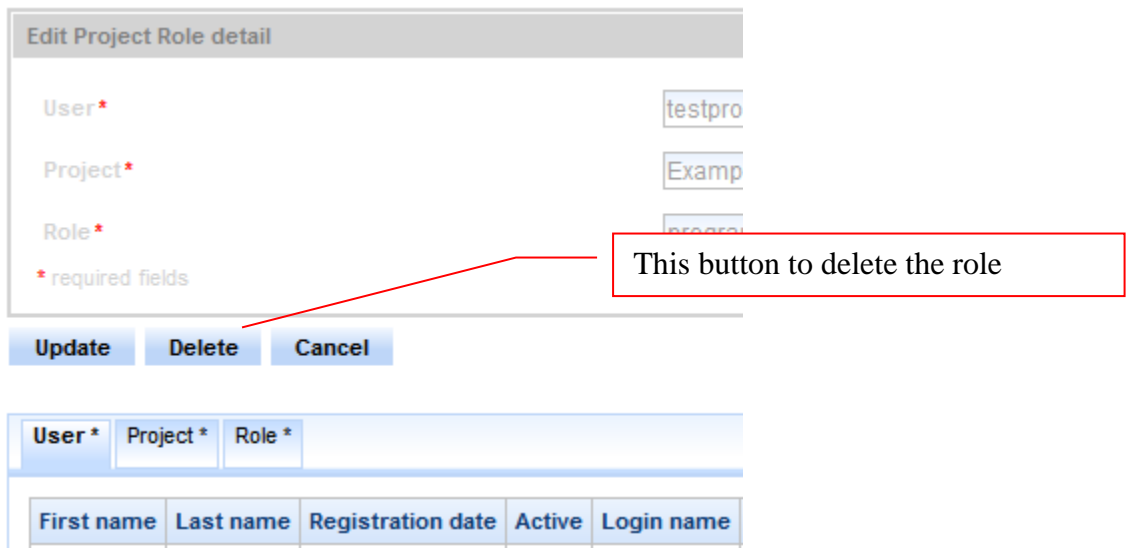 Edit Project Role detail
User*
testpro
Project*
Examp
Role*
This button to delete the role
* required fields
Update Delete Cancel
User* Project* Role*
First name Last name Registration date Active Login name